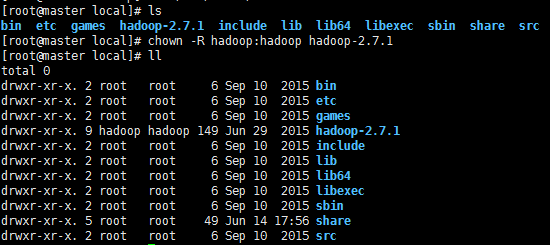 [root@master local]# ls
bin etc games hadoop-2.7.1 include lib lib64 libexec sbin share src
[root@master local]# chown -R hadoop:hadoop hadoop-2.7.1
[root@master local]# ll
total 0
drwxr-xr-x. 2 root root 6 Sep 10 2015 bin
drwxr-xr-x. 2 root root 6 Sep 10 2015 etc
drwxr-xr-x. 2 root root 6 Sep 10 2015 games
drwxr-xr-x. 9 hadoop hadoop 149 Jun 29 2015 hadoop-2.7.1
drwxr-xr-x. 2 root root 6 Sep 10 2015 include
drwxr-xr-x. 2 root root 6 Sep 10 2015 lib
drwxr-xr-x. 2 root root 6 Sep 10 2015 lib64
drwxr-xr-x. 2 root root 6 Sep 10 2015 libexec
drwxr-xr-x. 2 root root 6 Sep 10 2015 sbin
drwxr-xr-x. 5 root root 49 Jun 14 17:56 share
drwxr-xr-x. 2 root root 6 Sep 10 2015 src